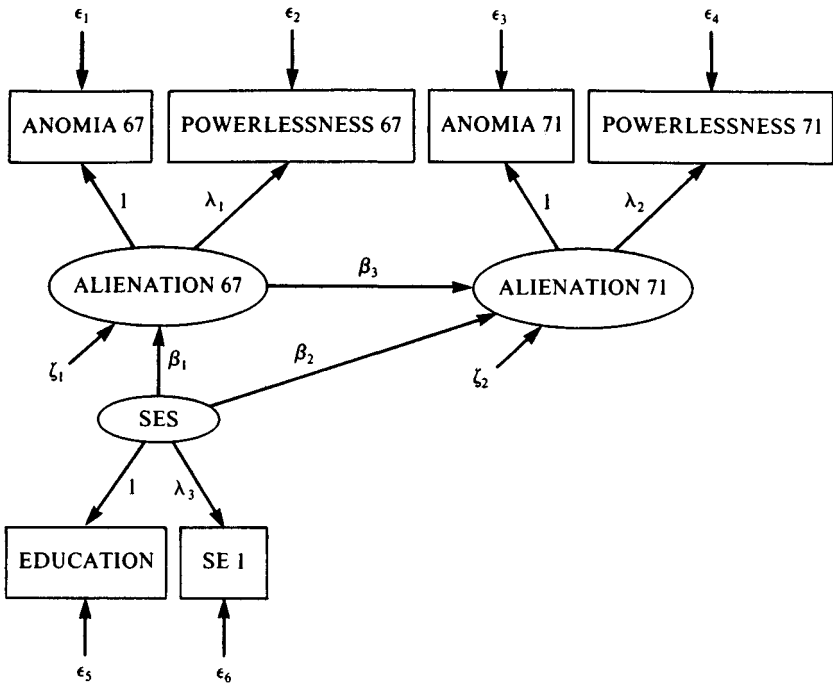 ϵ1 ϵ2 ϵ3 ϵ4
ANOMIA 67 POWERLESSNESS 67 ANOMIA 71 POWERLESSNESS 71
1 λ1 1 λ2
ALIENATION 67 β3 ALIENATION 71
ζ1 β1 β2 ζ2
SES
1 λ3
EDUCATION SE 1
ϵ5 ϵ6